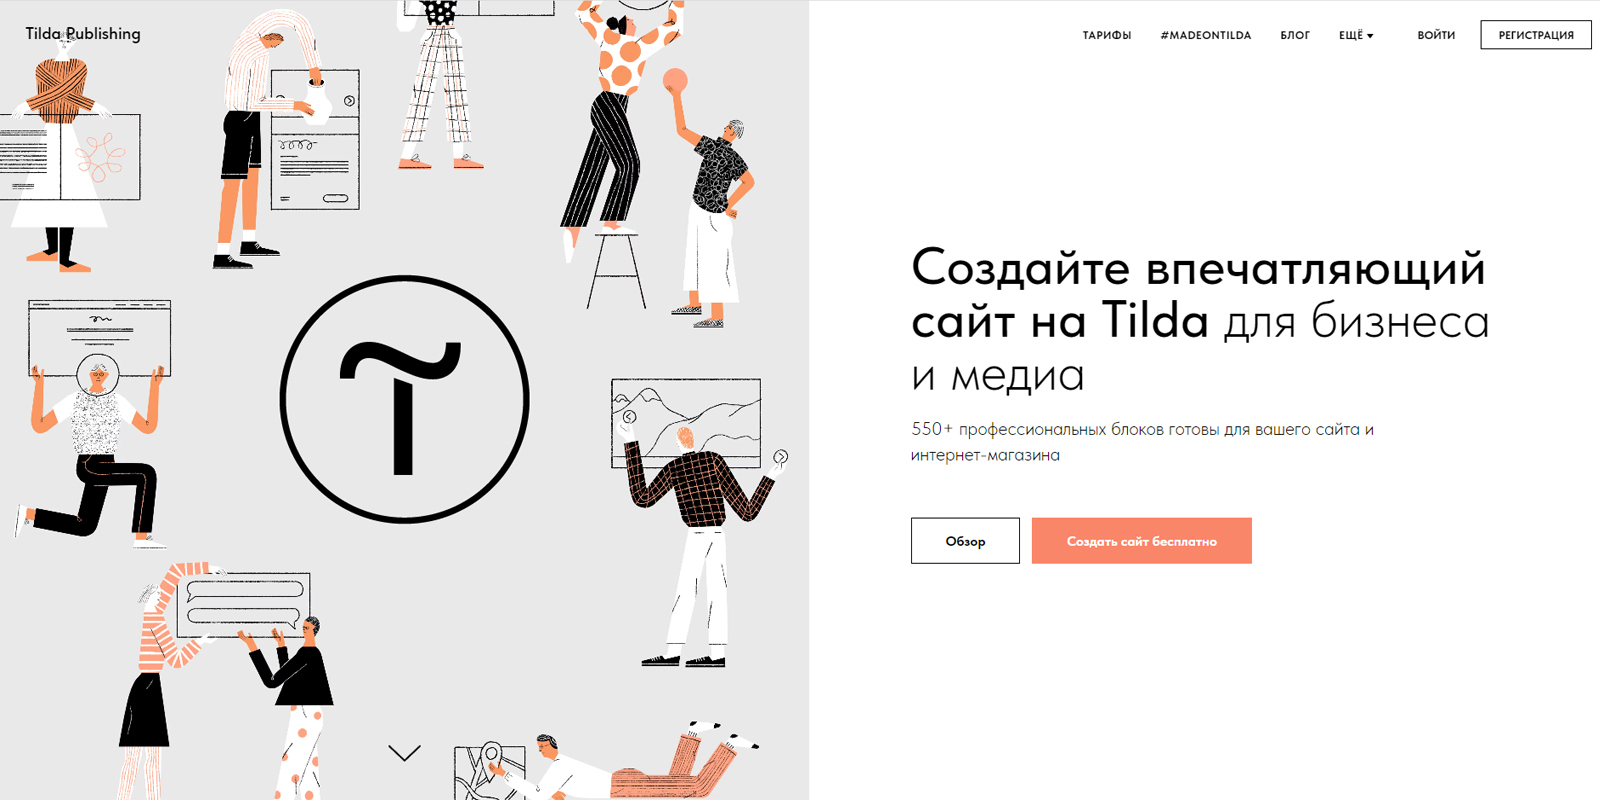 Tilda Publishing
ТАРИФЫ
#MADEONTILDA
БЛОГ
ЕЩЁ
ВОЙТИ
РЕГИСТРАЦИЯ
Создайте впечатляющий
сайт на Tilda для бизнеса
и медиа
550+ профессиональных блоков готовы для вашего сайта и
интернет-магазина
Обзор
Создать сайт бесплатно